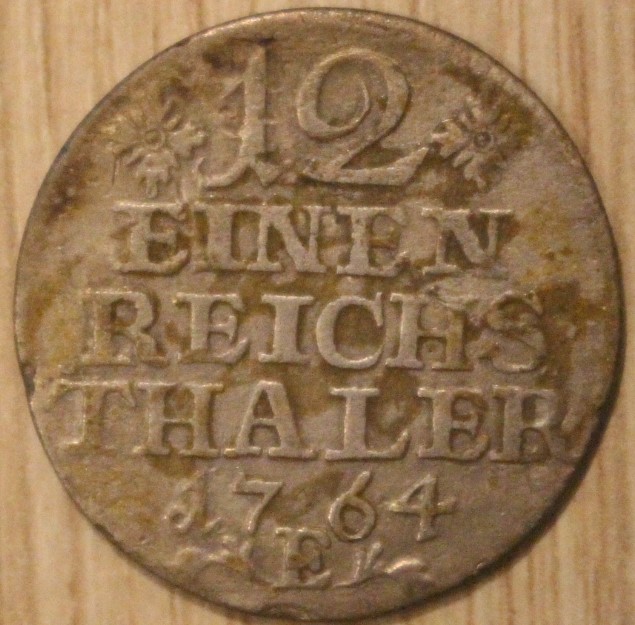 12
EINEN
REICHS
THALER
1764
E